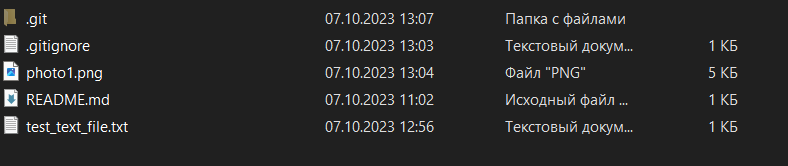 .git 07.10.2023 13:07 Папка с файлами
.gitignore 07.10.2023 13:03 Текстовый докум... 1 КБ
photo1.png 07.10.2023 13:04 Файл "PNG" 5 КБ
README.md 07.10.2023 11:02 Исходный файл ... 1 КБ
test_text_file.txt 07.10.2023 12:56 Текстовый докум... 1 КБ